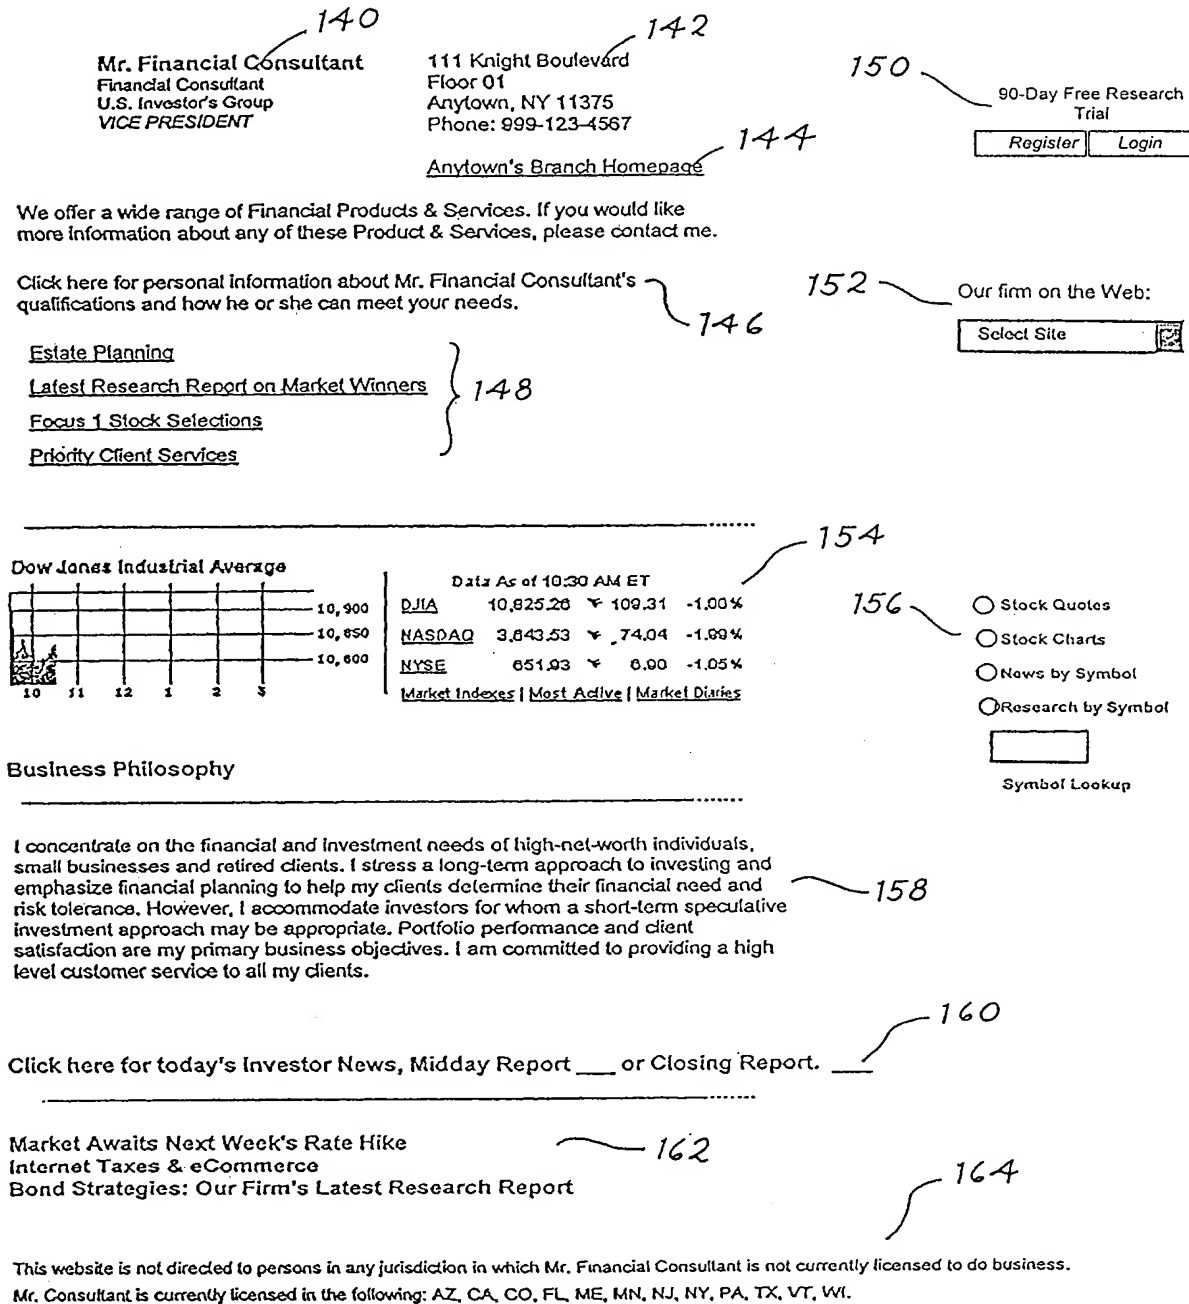 140
142
Mr. Financial Consultant
Financial Consultant
U.S. Investor's Group
VICE PRESIDENT
111 Knight Boulevard
Floor 01
Anytown, NY 11375
Phone: 999-123-4567
144
Anytown's Branch Homepage
150
90-Day Free Research
Trial
Register Login
We offer a wide range of Financial Products & Services. If you would like
more information about any of these Product & Services, please contact me.
Click here for personal information about Mr. Financial Consultant's
qualifications and how he or she can meet your needs.
146
152
Our firm on the Web:
Select Site
Estate Planning
Latest Research Report on Market Winners
Focus 1 Stock Selections
Priority Client Services
148
154
Dow Jones Industrial Average
10,900
10,850
10,800
10 11 12 1 2 3
Data As of 10:30 AM ET
DJIA 10,825.28 109.31 -1.00%
NASDAQ 3,643.53 74.04 -1.99%
NYSE 651.93 6.90 -1.05%
Market Indexes | Most Active | Market Diaries
156
Stock Quotes
Stock Charts
News by Symbol
Research by Symbol
Symbol Lookup
Business Philosophy
I concentrate on the financial and investment needs of high-net-worth individuals,
small businesses and retired clients. I stress a long-term approach to investing and
emphasize financial planning to help my clients determine their financial need and
risk tolerance. However, I accommodate investors for whom a short-term speculative
investment approach may be appropriate. Portfolio performance and client
satisfaction are my primary business objectives. I am committed to providing a high
level customer service to all my clients.
158
160
Click here for today's Investor News, Midday Report ___ or Closing Report. ___
Market Awaits Next Week's Rate Hike
Internet Taxes & eCommerce
Bond Strategies: Our Firm's Latest Research Report
162
164
This website is not directed to persons in any jurisdiction in which Mr. Financial Consultant is not currently licensed to do business.
Mr. Consultant is currently licensed in the following: AZ, CA, CO, FL, ME, MN, NJ, NY, PA, TX, VT, WI.